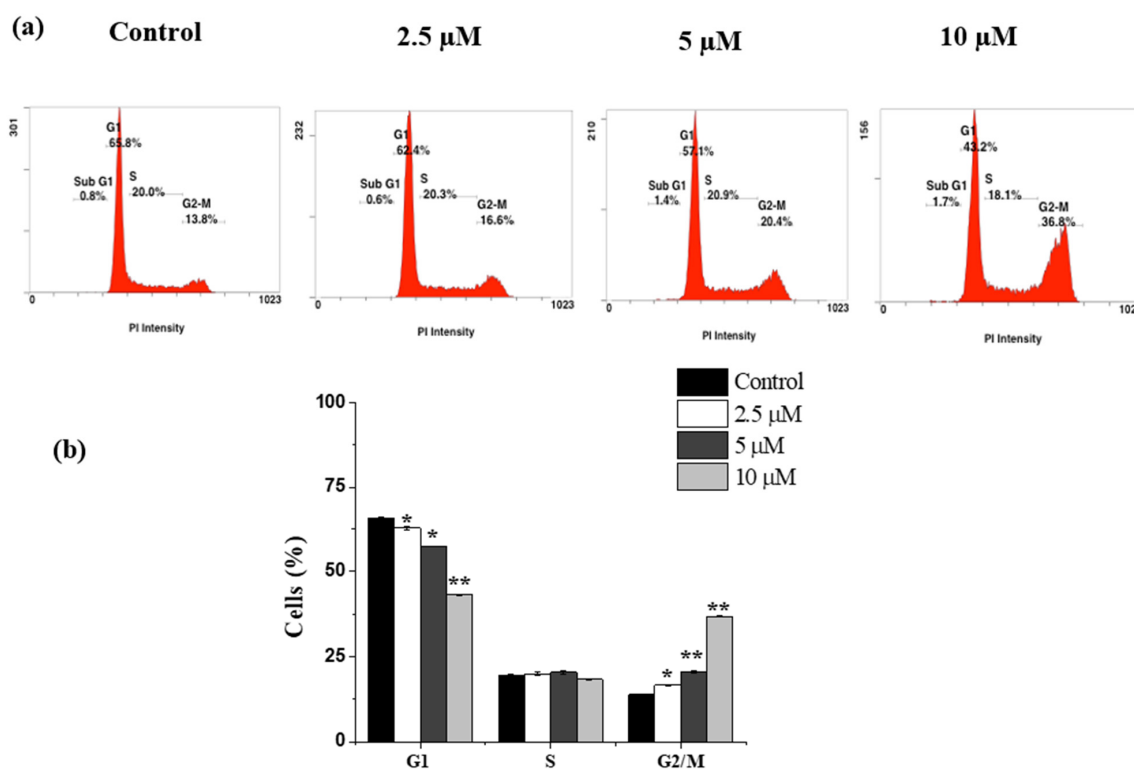 (a)
Control
2.5 μM
5 μM
10 μM
301
G1
65.8%
Sub G1
0.8%
S
20.0%
G2-M
13.8%
0
1023
PI Intensity
232
G1
62.4%
Sub G1
0.6%
S
20.3%
G2-M
16.6%
0
1023
PI Intensity
210
G1
57.1%
Sub G1
1.4%
S
20.9%
G2-M
20.4%
0
1023
PI Intensity
156
G1
43.2%
Sub G1
1.7%
S
18.1%
G2-M
36.8%
0
102
PI Intensity
(b)
Control
2.5 μM
5 μM
10 μM
Cells (%)
100
75
50
25
0
*
*
**
*
**
**
G1
S
G2/M